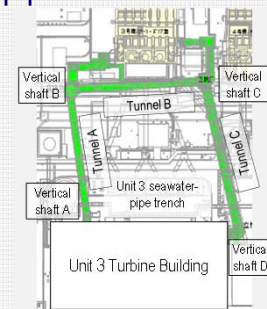 Vertical
shaft B
Vertical
shaft C
Tunnel B
Tunnel A
Tunnel C
Unit 3 seawater-
pipe trench
Vertical
shaft A
Unit 3 Turbine Building
Vertical
shaft D